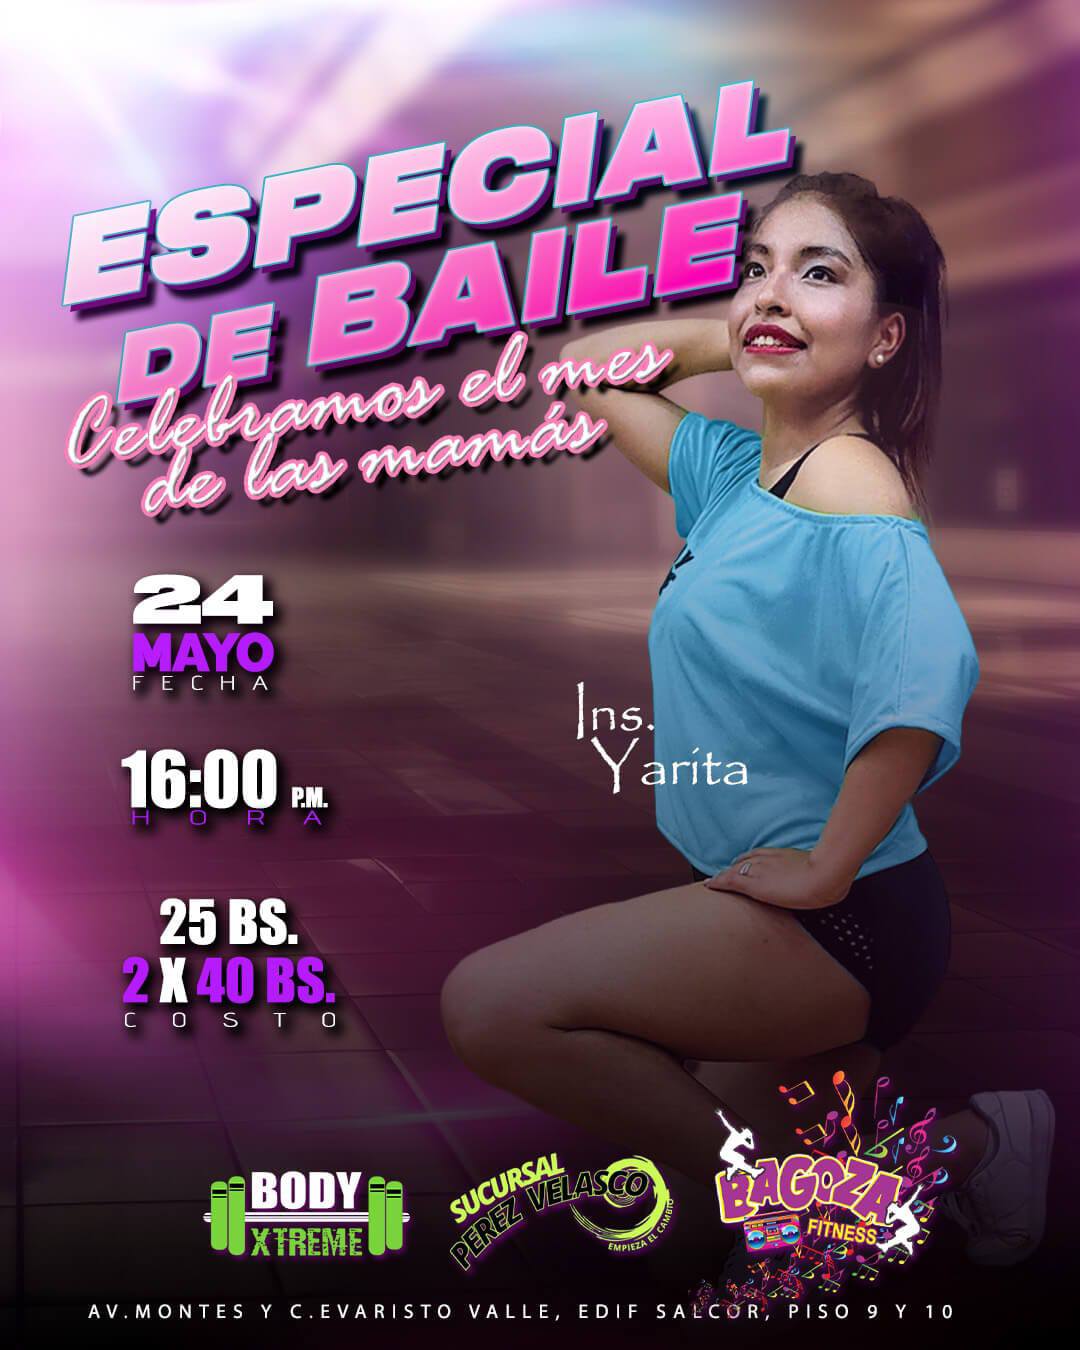 ESPECIAL
DE BAILE
Celebramos el mes
de las mamás
24
MAYO
FECHA
Ins.
Yarita
16:00 P.M.
HORA
25 BS.
2 X 40 BS.
COSTO
BODY
XTREME
SUCURSAL
PEREZ VELASCO
EMPIEZA EL CAMBIO
BAGOZA
FITNESS
AV.MONTES Y C.EVARISTO VALLE, EDIF SALCOR, PISO 9 Y 10